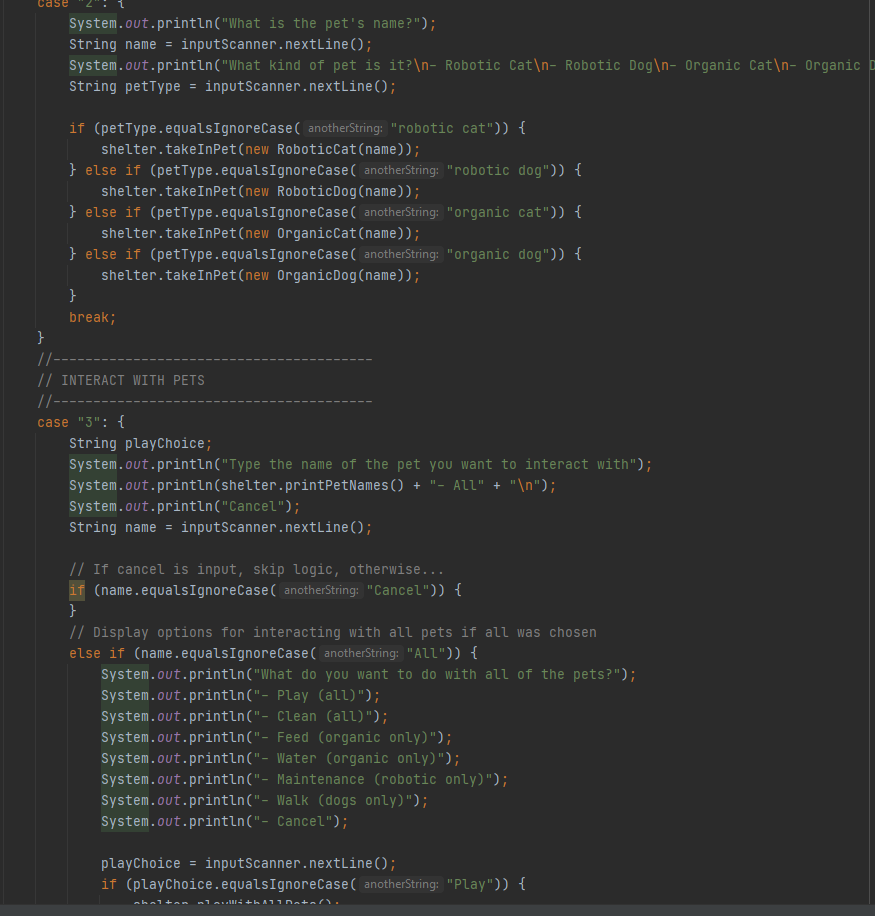 case "2": {
System.out.println("What is the pet's name?");
String name = inputScanner.nextLine();
System.out.println("What kind of pet is it?\n- Robotic Cat\n- Robotic Dog\n- Organic Cat\n- Organic D
String petType = inputScanner.nextLine();
if (petType.equalsIgnoreCase( anotherString: "robotic cat")) {
shelter.takeInPet(new RoboticCat(name));
} else if (petType.equalsIgnoreCase( anotherString: "robotic dog")) {
shelter.takeInPet(new RoboticDog(name));
} else if (petType.equalsIgnoreCase( anotherString: "organic cat")) {
shelter.takeInPet(new OrganicCat(name));
} else if (petType.equalsIgnoreCase( anotherString: "organic dog")) {
shelter.takeInPet(new OrganicDog(name));
}
break;
}
//----------------------------------------
// INTERACT WITH PETS
//----------------------------------------
case "3": {
String playChoice;
System.out.println("Type the name of the pet you want to interact with");
System.out.println(shelter.printPetNames() + "- All" + "\n");
System.out.println("Cancel");
String name = inputScanner.nextLine();
// If cancel is input, skip logic, otherwise...
if (name.equalsIgnoreCase( anotherString: "Cancel")) {
}
// Display options for interacting with all pets if all was chosen
else if (name.equalsIgnoreCase( anotherString: "All")) {
System.out.println("What do you want to do with all of the pets?");
System.out.println("- Play (all)");
System.out.println("- Clean (all)");
System.out.println("- Feed (organic only)");
System.out.println("- Water (organic only)");
System.out.println("- Maintenance (robotic only)");
System.out.println("- Walk (dogs only)");
System.out.println("- Cancel");
playChoice = inputScanner.nextLine();
if (playChoice.equalsIgnoreCase( anotherString: "Play")) {
shelter.playWithAllPets();